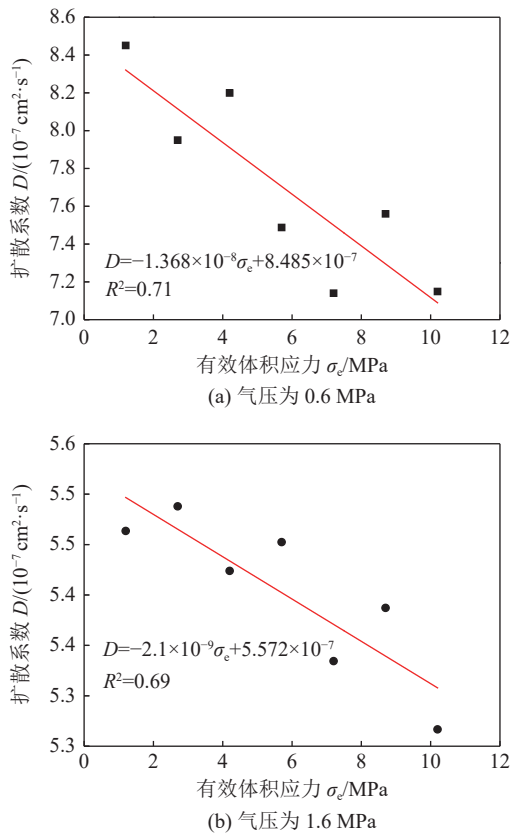 8.6
8.4
8.2
8.0
7.8
7.6
7.4
7.2
7.0
扩散系数 D/(10⁻⁷ cm²·s⁻¹)
D=−1.368×10⁻⁸σₑ+8.485×10⁻⁷
R²=0.71
0 2 4 6 8 10 12
有效体积应力 σₑ/MPa
(a) 气压为 0.6 MPa
5.6
5.5
5.5
5.4
5.4
5.3
5.3
扩散系数 D/(10⁻⁷ cm²·s⁻¹)
D=−2.1×10⁻⁹σₑ+5.572×10⁻⁷
R²=0.69
0 2 4 6 8 10 12
有效体积应力 σₑ/MPa
(b) 气压为 1.6 MPa